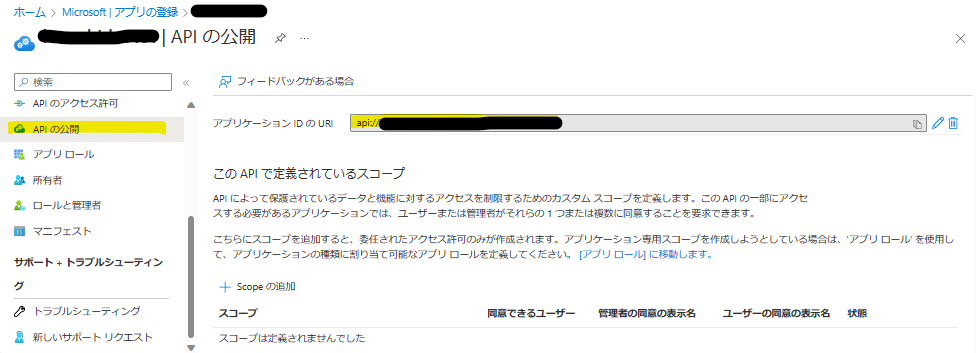 ホーム > Microsoft | アプリの登録 >
| API の公開
検索
フィードバックがある場合
API のアクセス許可
API の公開
アプリ ロール
所有者
ロールと管理者
マニフェスト
サポート + トラブルシューティン
グ
トラブルシューティング
新しいサポート リクエスト
アプリケーション ID の URI
api://
この API で定義されているスコープ
API によって保護されているデータと機能に対するアクセスを制限するためのカスタム スコープを定義します。この API の一部にアクセ
スする必要があるアプリケーションでは、ユーザーまたは管理者がそれらの 1 つまたは複数に同意することを要求できます。
こちらにスコープを追加すると、委任されたアクセス許可のみが作成されます。アプリケーション専用スコープを作成しようとしている場合は、'アプリ ロール' を使用し
て、アプリケーションの種類に割り当て可能なアプリ ロールを定義してください。[アプリ ロール] に移動します。
Scope の追加
スコープ 同意できるユーザー 管理者の同意の表示名 ユーザーの同意の表示名 状態
スコープは定義されませんでした